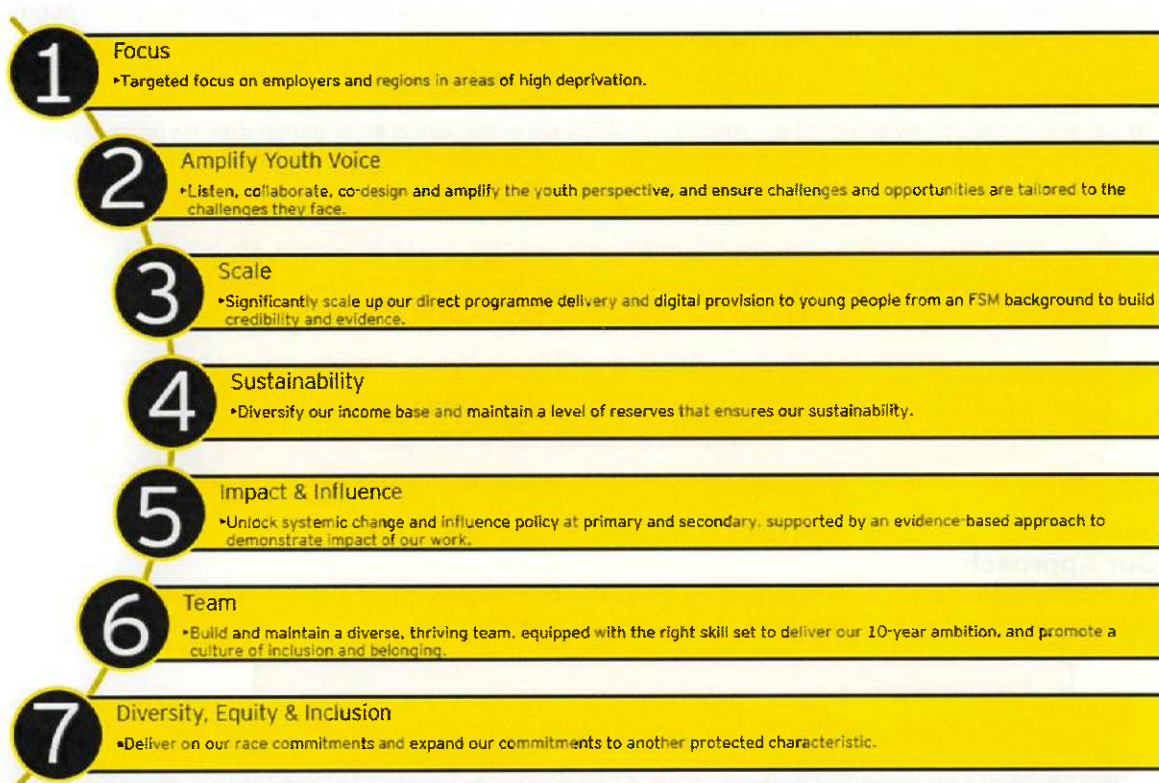 1
Focus
▸Targeted focus on employers and regions in areas of high deprivation.
2
Amplify Youth Voice
▸Listen, collaborate, co-design and amplify the youth perspective, and ensure challenges and opportunities are tailored to the
challenges they face.
3
Scale
▸Significantly scale up our direct programme delivery and digital provision to young people from an FSM background to build
credibility and evidence.
4
Sustainability
▸Diversify our income base and maintain a level of reserves that ensures our sustainability.
5
Impact & Influence
▸Unlock systemic change and influence policy at primary and secondary, supported by an evidence-based approach to
demonstrate impact of our work.
6
Team
▸Build and maintain a diverse, thriving team, equipped with the right skill set to deliver our 10-year ambition, and promote a
culture of inclusion and belonging.
7
Diversity, Equity & Inclusion
▸Deliver on our race commitments and expand our commitments to another protected characteristic.